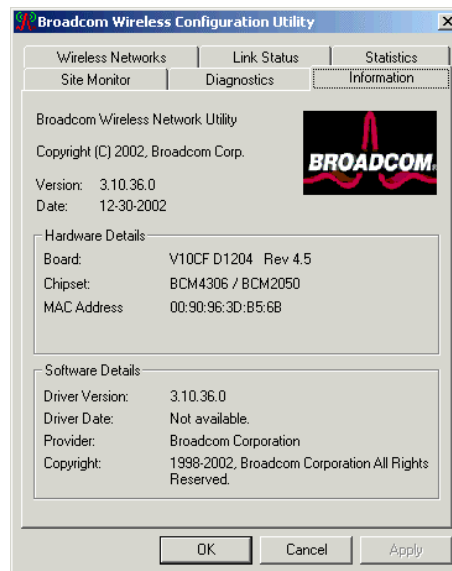 Broadcom Wireless Configuration Utility
Wireless Networks
Link Status
Statistics
Site Monitor
Diagnostics
Information
Broadcom Wireless Network Utility
Copyright (C) 2002, Broadcom Corp.
BROADCOM.
Version: 3.10.36.0
Date: 12-30-2002
Hardware Details
Board: V10CF D1204 Rev 4.5
Chipset: BCM4306 / BCM2050
MAC Address 00:90:96:3D:B5:6B
Software Details
Driver Version: 3.10.36.0
Driver Date: Not available.
Provider: Broadcom Corporation
Copyright: 1998-2002, Broadcom Corporation All Rights
Reserved.
OK
Cancel
Apply